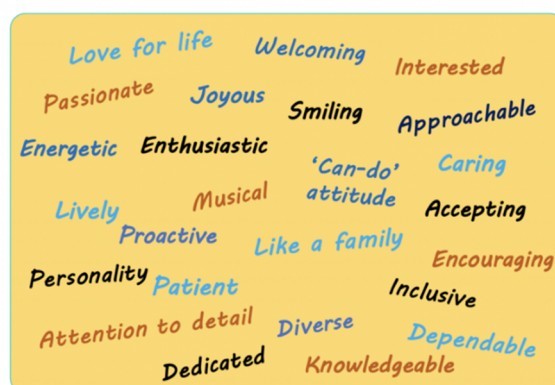 Love for life
Welcoming
Interested
Passionate
Joyous
Smiling
Approachable
Energetic
Enthusiastic
‘Can-do’
attitude
Caring
Lively
Musical
Accepting
Proactive
Like a family
Encouraging
Personality
Patient
Inclusive
Attention to detail
Diverse
Dependable
Dedicated
Knowledgeable